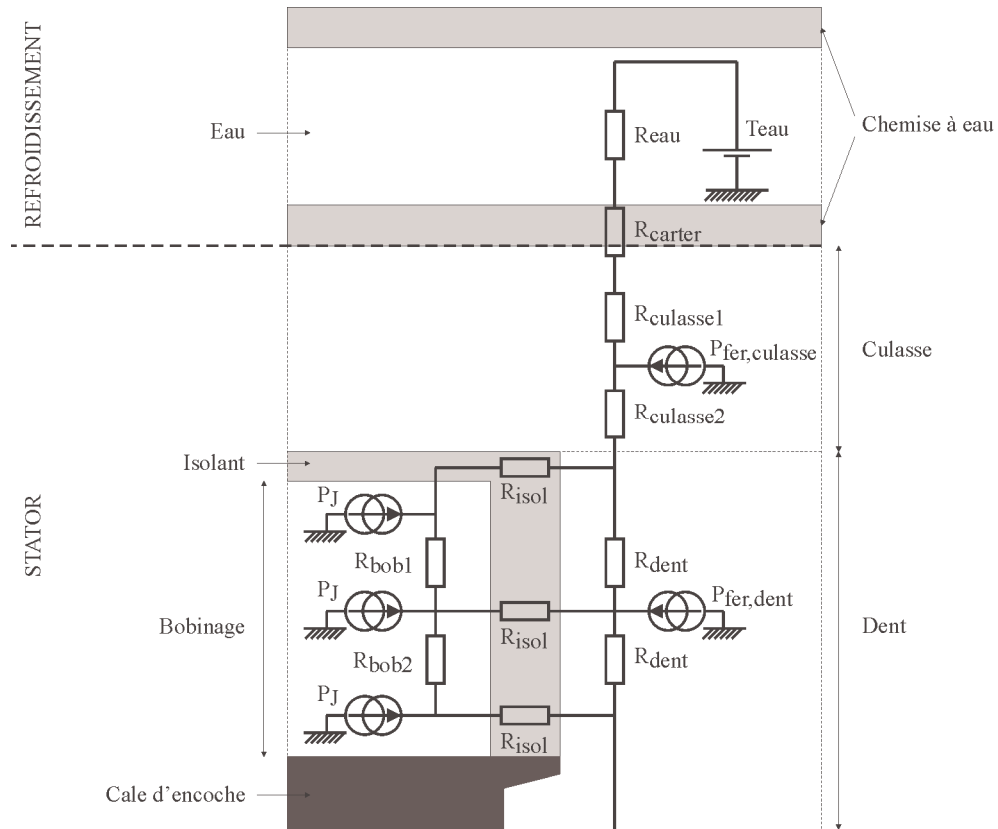 REFROIDISSEMENT
Eau
Reau
Teau
Chemise à eau
Rcarter
Rculasse1
Pfer,culasse
Culasse
Rculasse2
Isolant
Risol
STATOR
PJ
Rbob1
Rdent
Bobinage
PJ
Risol
Pfer,dent
Dent
Rbob2
Rdent
PJ
Risol
Cale d'encoche